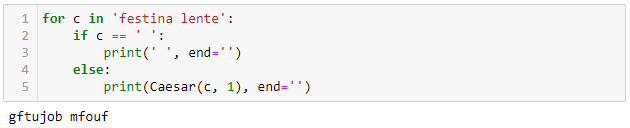 1 for c in 'festina lente':
2     if c == ' ':
3         print(' ', end='')
4     else:
5         print(Caesar(c, 1), end='')
gftujob mfouf